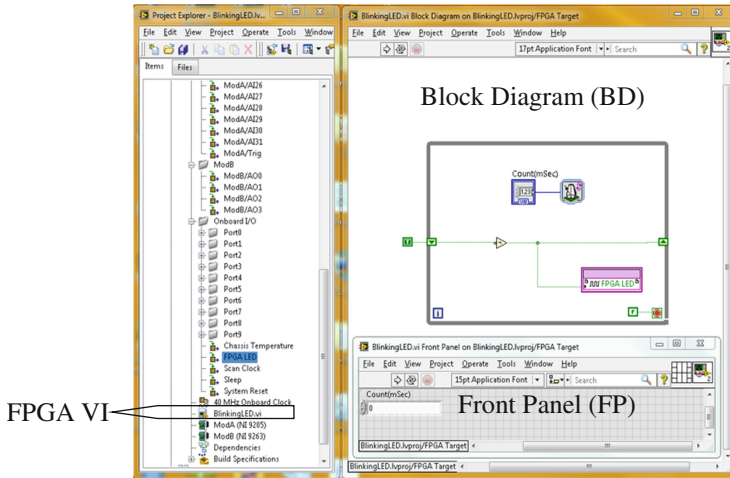 Project Explorer - BlinkingLED.lv...
File Edit View Project Operate Tools Window
Items Files
ModA/AI26
ModA/AI27
ModA/AI28
ModA/AI29
ModA/AI30
ModA/AI31
ModA/Trig
ModB
ModB/AO0
ModB/AO1
ModB/AO2
ModB/AO3
Onboard I/O
Port0
Port1
Port2
Port3
Port4
Port5
Port6
Port7
Port8
Port9
Chassis Temperature
FPGA LED
Scan Clock
Sleep
System Reset
40 MHz Onboard Clock
BlinkingLED.vi
ModA (NI 9205)
ModB (NI 9263)
Dependencies
Build Specifications
FPGA VI
BlinkingLED.vi Block Diagram on BlinkingLED.lvproj/FPGA Target
File Edit View Project Operate Tools Window Help
17pt Application Font Search
Block Diagram (BD)
Count(mSec)
FPGA LED
i
F
BlinkingLED.vi Front Panel on BlinkingLED.lvproj/FPGA Target
File Edit View Project Operate Tools Window Help
15pt Application Font Search
2
Count(mSec)
0
Front Panel (FP)
BlinkingLED.lvproj/FPGA Target
BlinkingLED.lvproj/FPGA Target